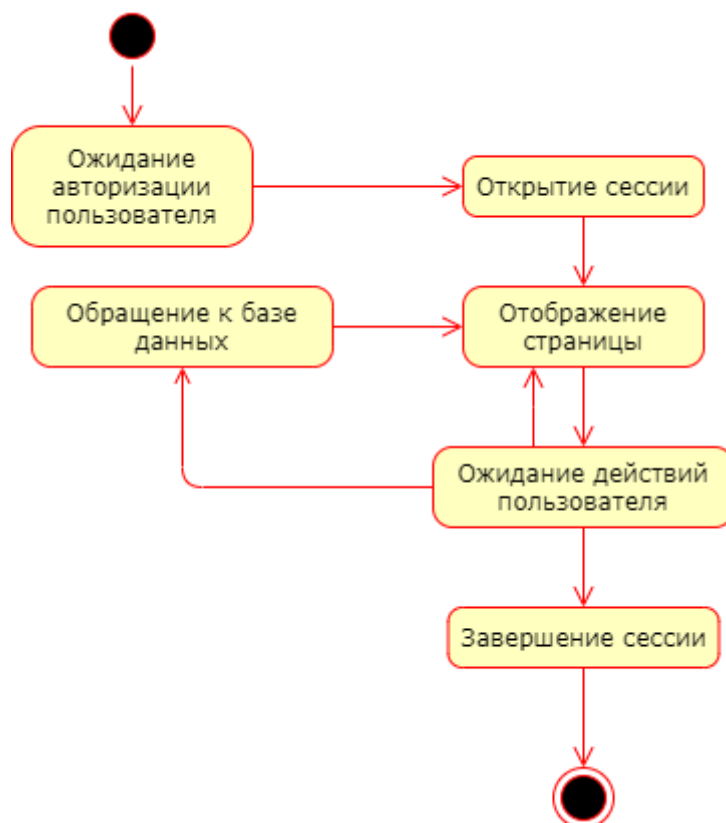 Ожидание
авторизации
пользователя
Открытие сессии
Обращение к базе
данных
Отображение
страницы
Ожидание действий
пользователя
Завершение сессии